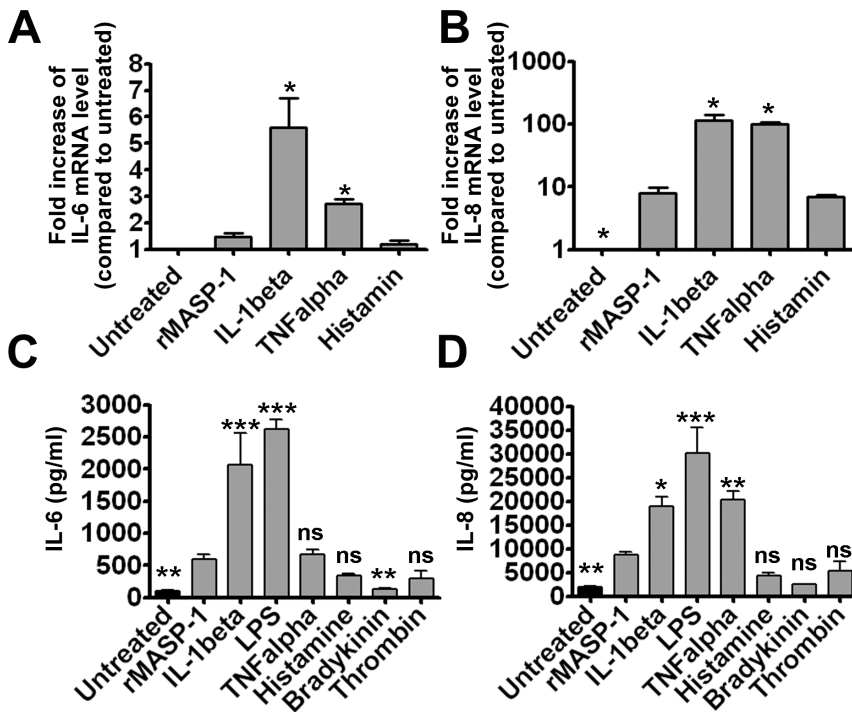 A
Fold increase of
IL-6 mRNA level
(compared to untreated)
8
7
6
5
4
3
2
1
*
*
Untreated
rMASP-1
IL-1beta
TNFalpha
Histamin
B
Fold increase of
IL-8 mRNA level
(compared to untreated)
1000
100
10
1
*
*
*
Untreated
rMASP-1
IL-1beta
TNFalpha
Histamin
C
IL-6 (pg/ml)
3000
2500
2000
1500
1000
500
0
**
***
***
ns
ns
**
ns
Untreated
rMASP-1
IL-1beta
LPS
TNFalpha
Histamine
Bradykinin
Thrombin
D
IL-8 (pg/ml)
40000
35000
30000
25000
20000
15000
10000
5000
0
**
*
***
**
ns
ns
ns
Untreated
rMASP-1
IL-1beta
LPS
TNFalpha
Histamine
Bradykinin
Thrombin